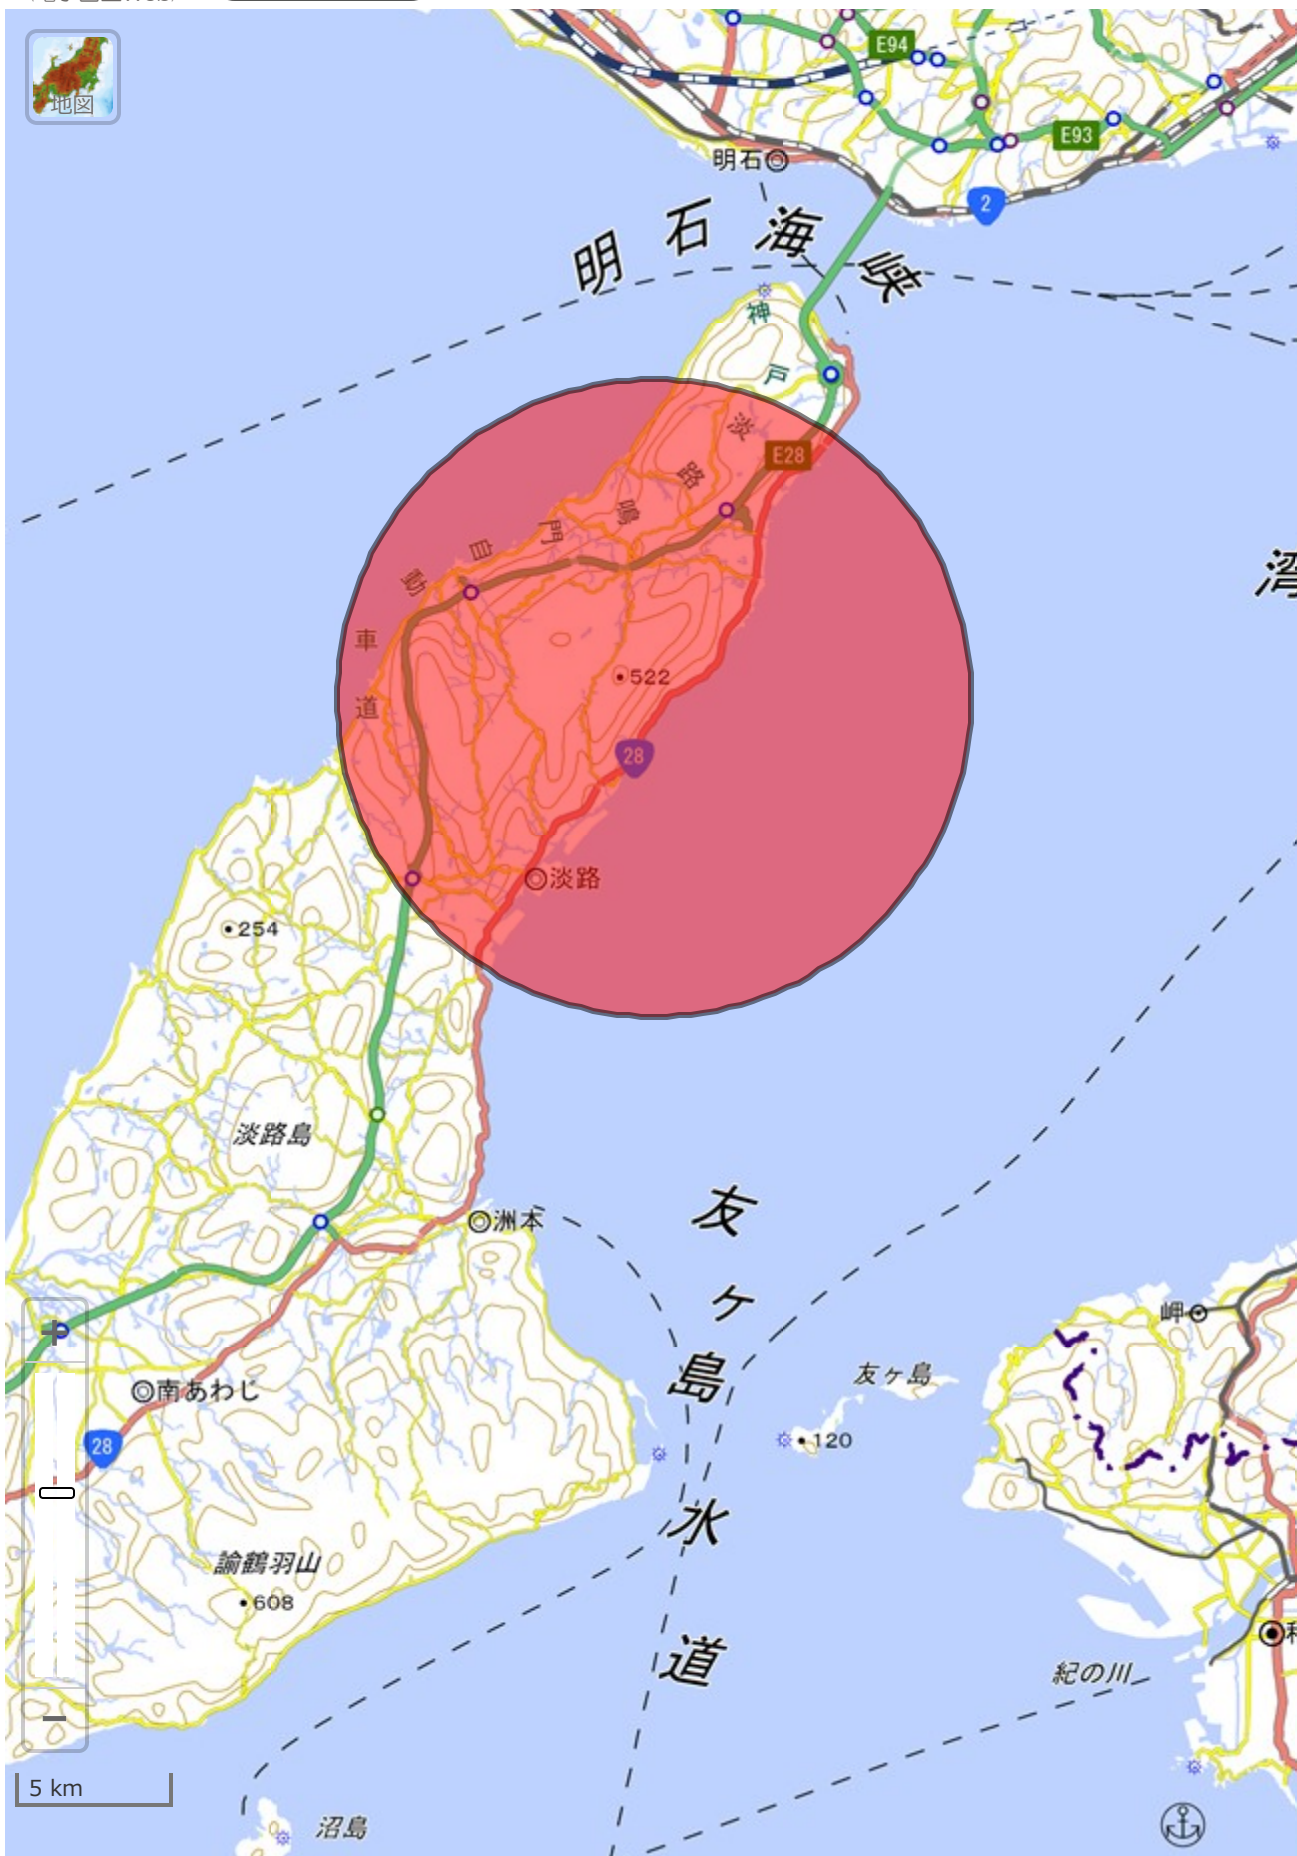 地図
E94
E93
明石
2
明石海峡
神戸淡路鳴門自動車道
E28
湾
522
28
淡路
254
淡路島
洲本
友ヶ島水道
岬
友ヶ島
120
南あわじ
28
諭鶴羽山
608
紀の川
+
−
5 km
沼島